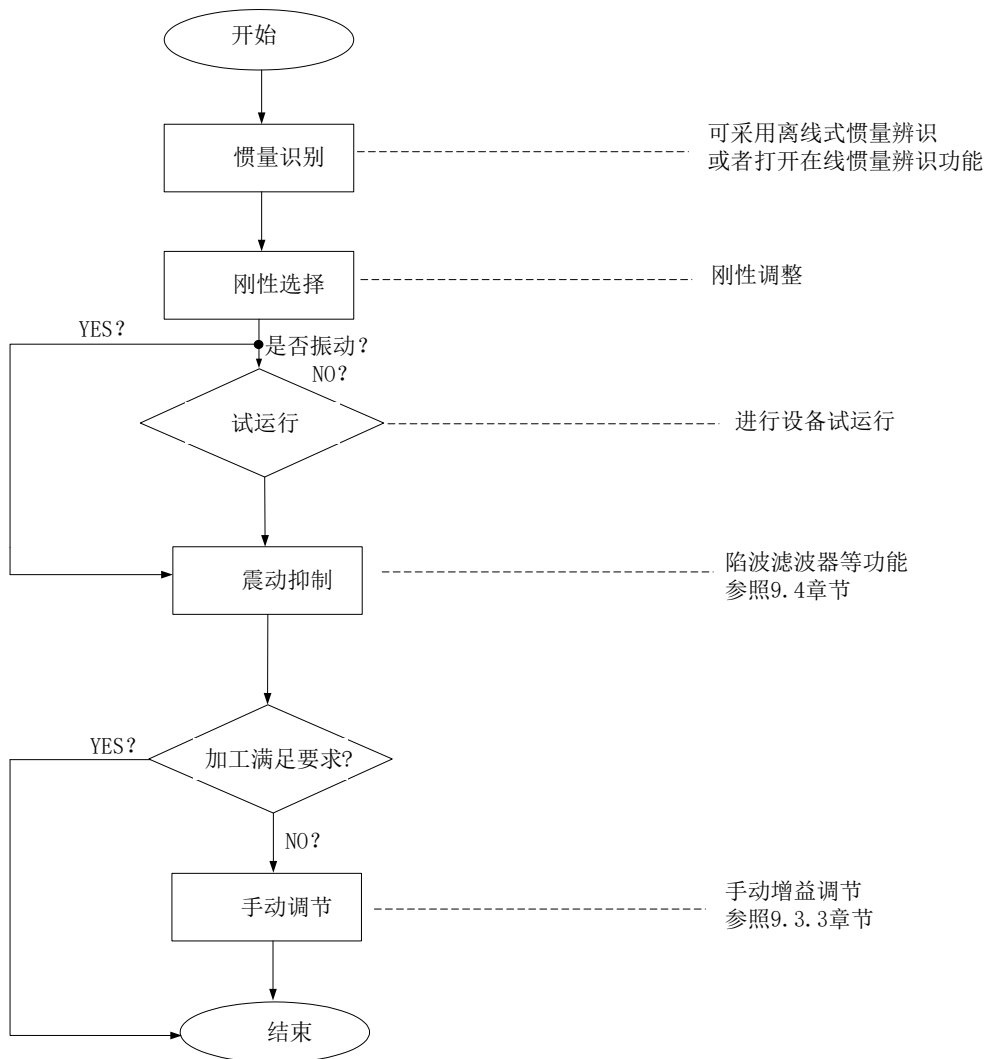 开始
惯量识别
可采用离线式惯量辨识
或者打开在线惯量辨识功能
刚性选择
刚性调整
YES?
是否振动?
NO?
试运行
进行设备试运行
震动抑制
陷波滤波器等功能
参照9.4章节
YES?
加工满足要求?
NO?
手动调节
手动增益调节
参照9.3.3章节
结束